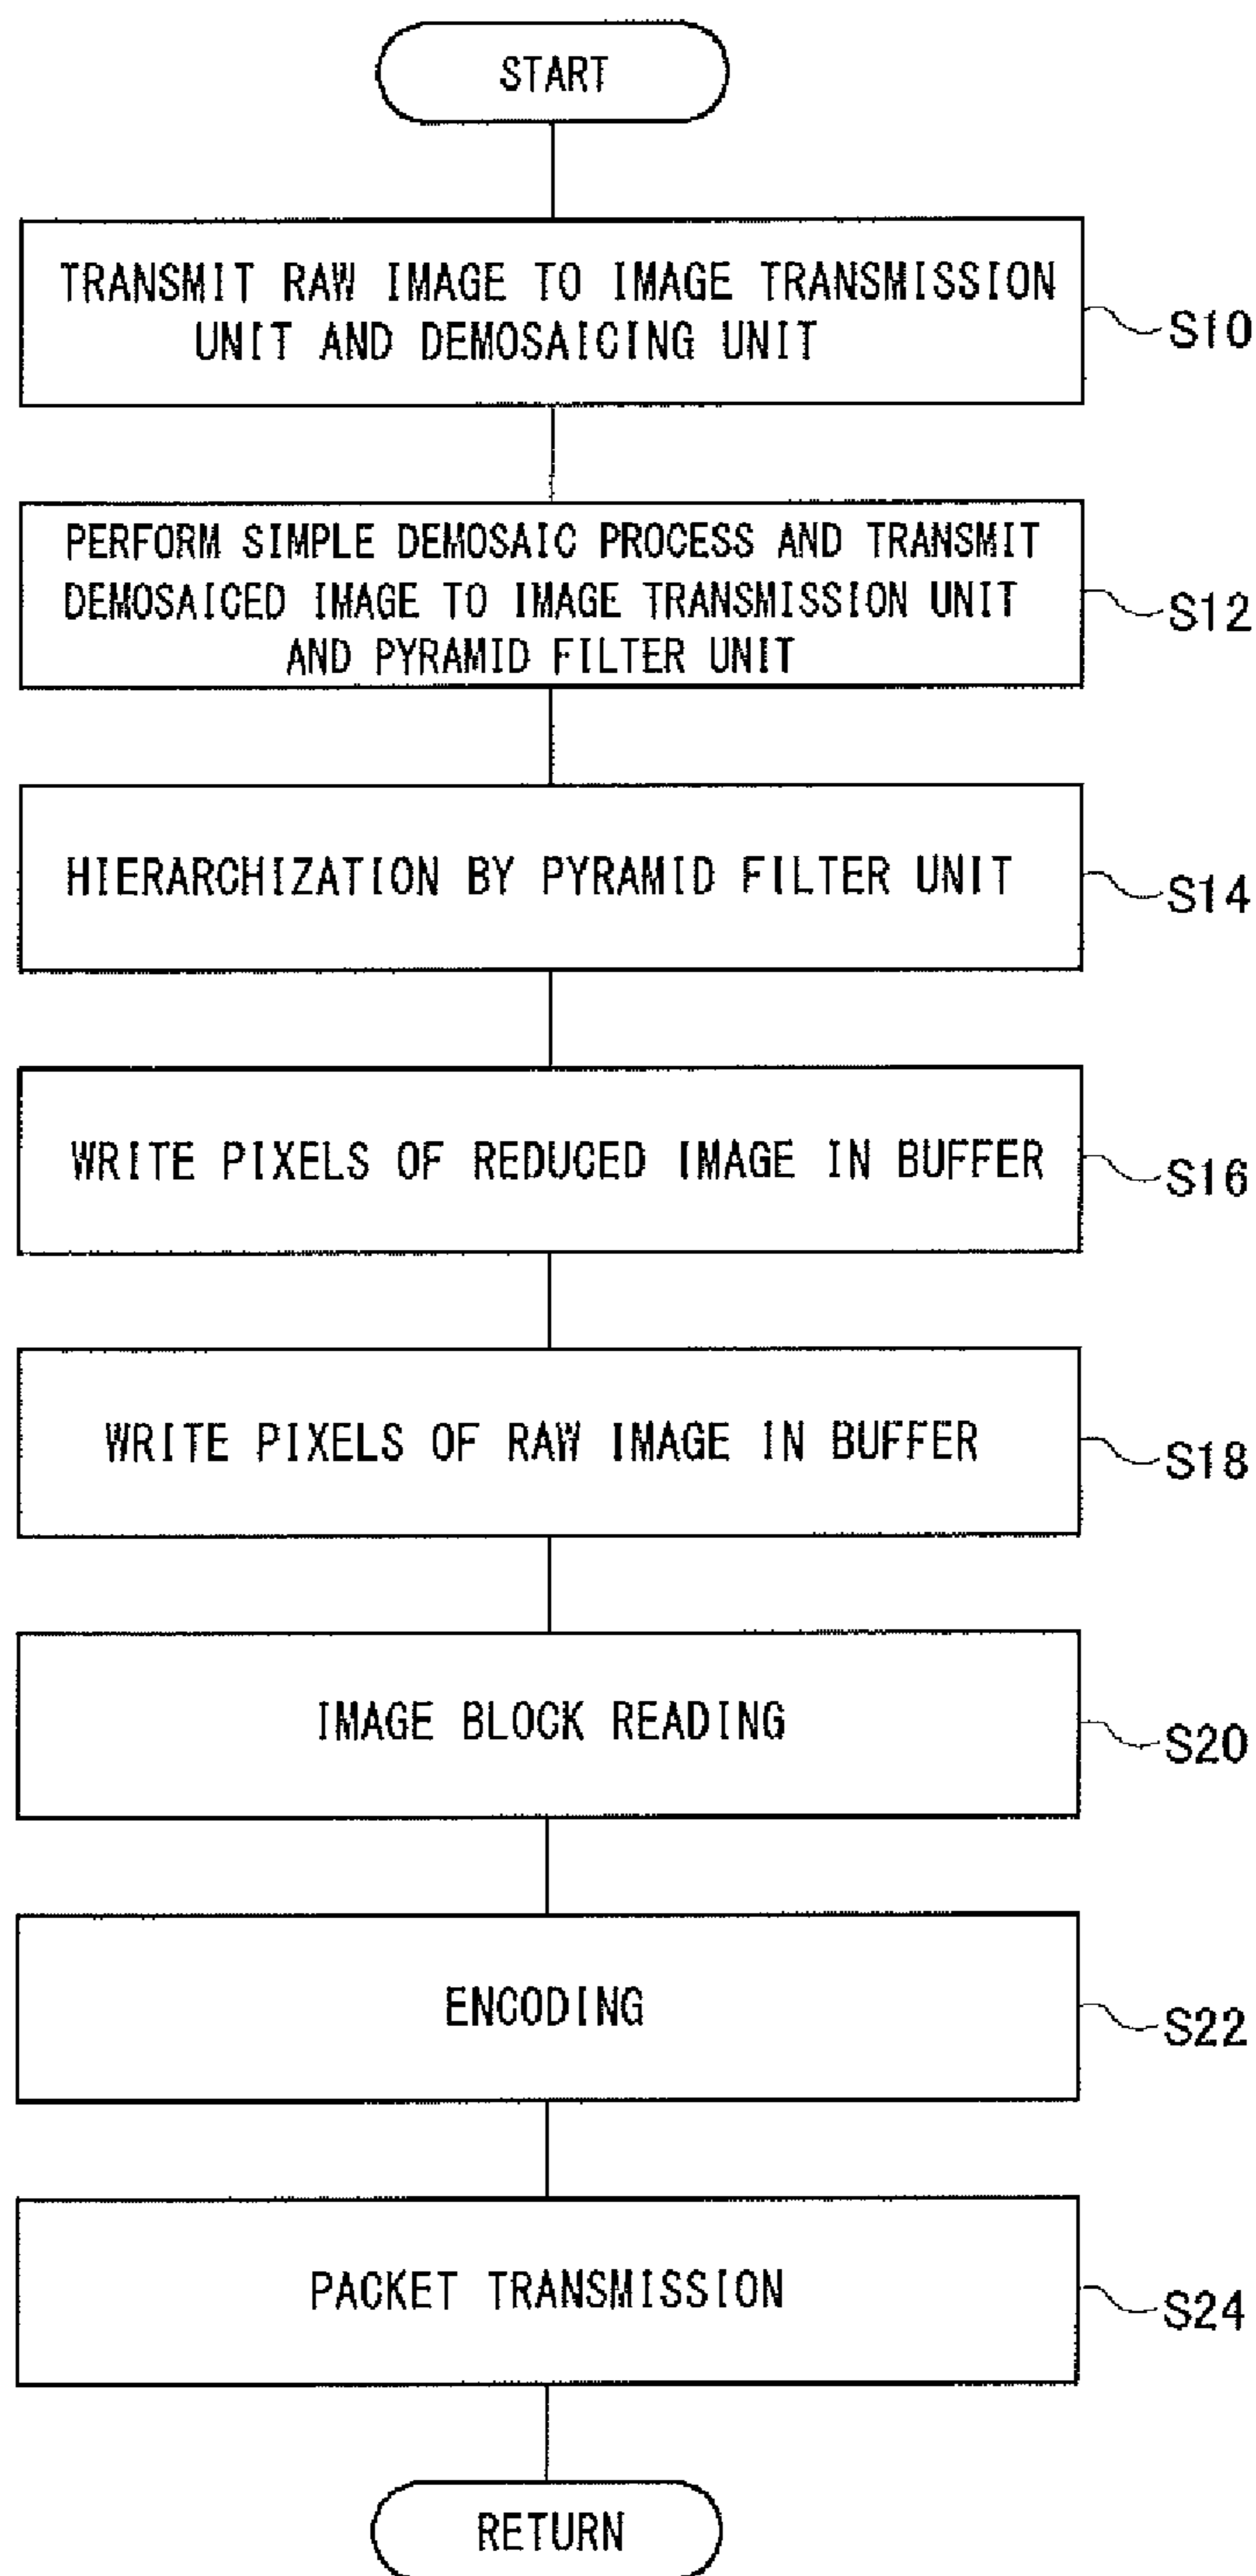 START
TRANSMIT RAW IMAGE TO IMAGE TRANSMISSION
UNIT AND DEMOSAICING UNIT
S10
PERFORM SIMPLE DEMOSAIC PROCESS AND TRANSMIT
DEMOSAICED IMAGE TO IMAGE TRANSMISSION UNIT
AND PYRAMID FILTER UNIT
S12
HIERARCHIZATION BY PYRAMID FILTER UNIT
S14
WRITE PIXELS OF REDUCED IMAGE IN BUFFER
S16
WRITE PIXELS OF RAW IMAGE IN BUFFER
S18
IMAGE BLOCK READING
S20
ENCODING
S22
PACKET TRANSMISSION
S24
RETURN